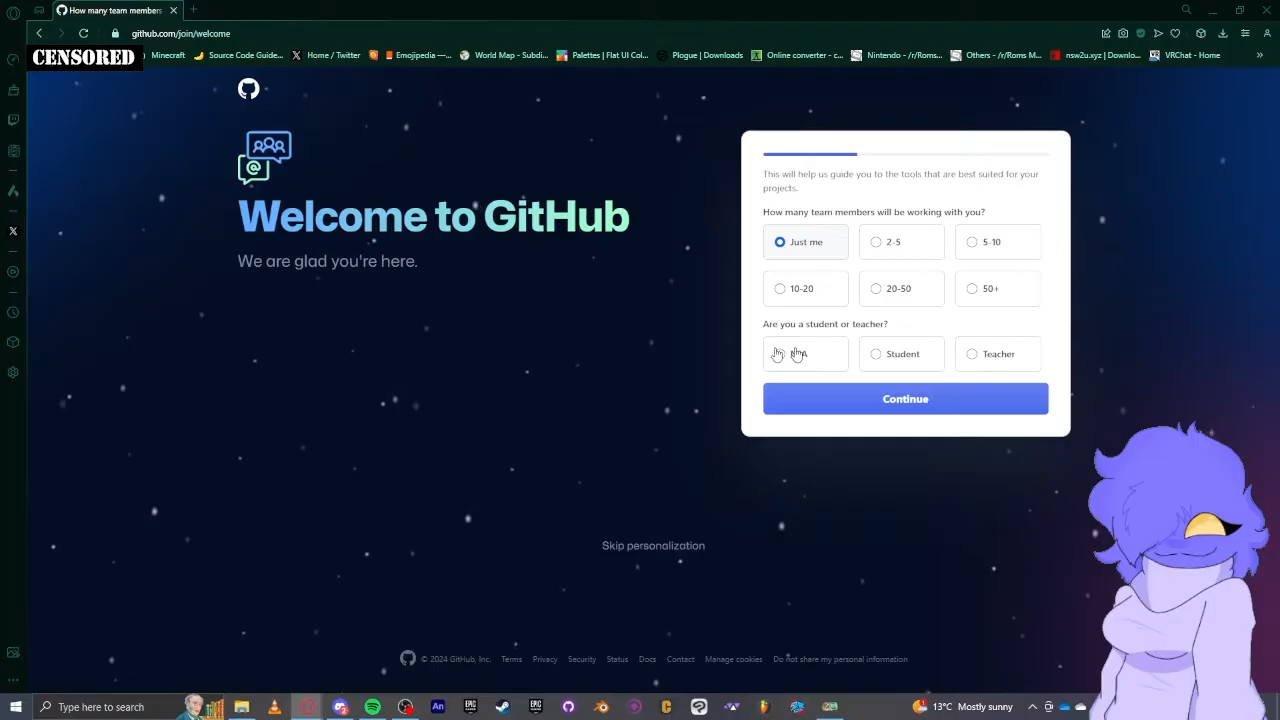 How many team members
github.com/join/welcome
CENSORED
Minecraft
Source Code Guide...
Home / Twitter
Emojipedia —...
World Map - Subdi...
Palettes | Flat UI Col...
Plogue | Downloads
Online converter - c...
Nintendo - /r/Roms...
Others - /r/Roms M...
nsw2u.xyz | Downlo...
VRChat - Home
Welcome to GitHub
We are glad you're here.
This will help us guide you to the tools that are best suited for your
projects.
How many team members will be working with you?
Just me
2-5
5-10
10-20
20-50
50+
Are you a student or teacher?
Student
Teacher
Continue
Skip personalization
© 2024 GitHub, Inc.
Terms
Privacy
Security
Status
Docs
Contact
Manage cookies
Do not share my personal information
Type here to search
An
EPIC
EPIC
13°C Mostly sunny